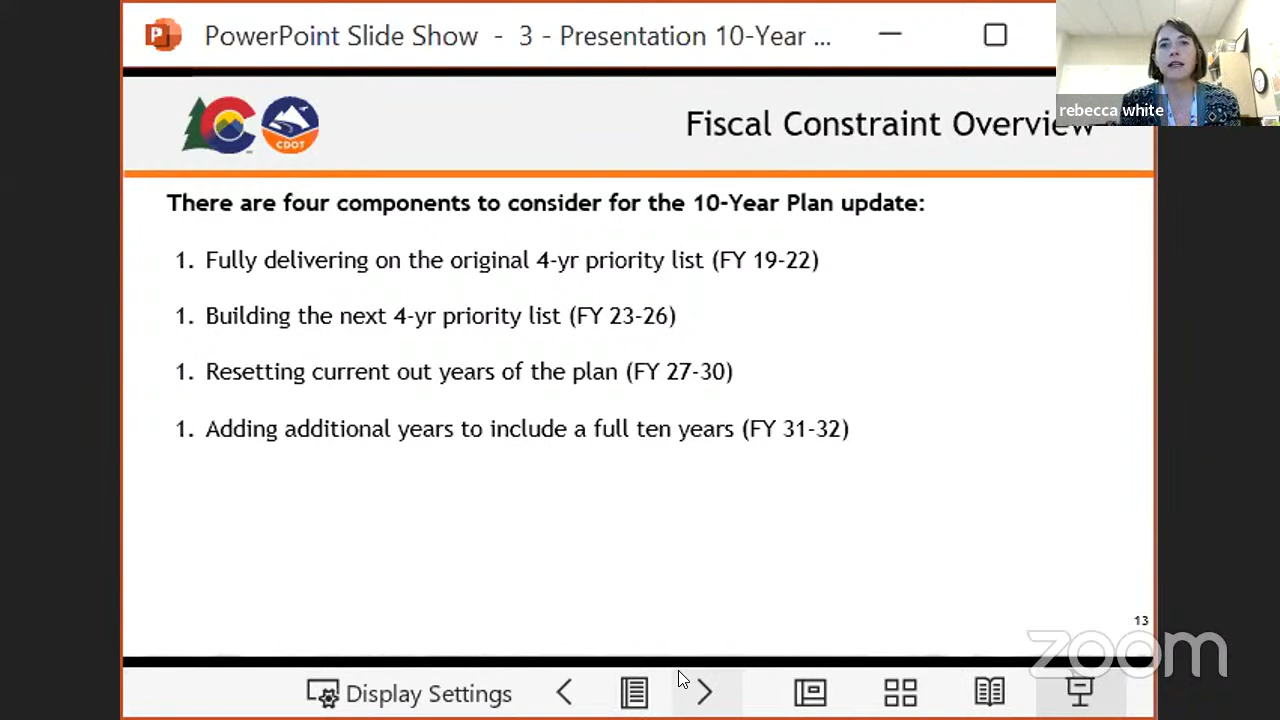 PowerPoint Slide Show - 3 - Presentation 10-Year ...
rebecca white
CDOT
Fiscal Constraint Overview
There are four components to consider for the 10-Year Plan update:
1. Fully delivering on the original 4-yr priority list (FY 19-22)
1. Building the next 4-yr priority list (FY 23-26)
1. Resetting current out years of the plan (FY 27-30)
1. Adding additional years to include a full ten years (FY 31-32)
13
zoom
Display Settings